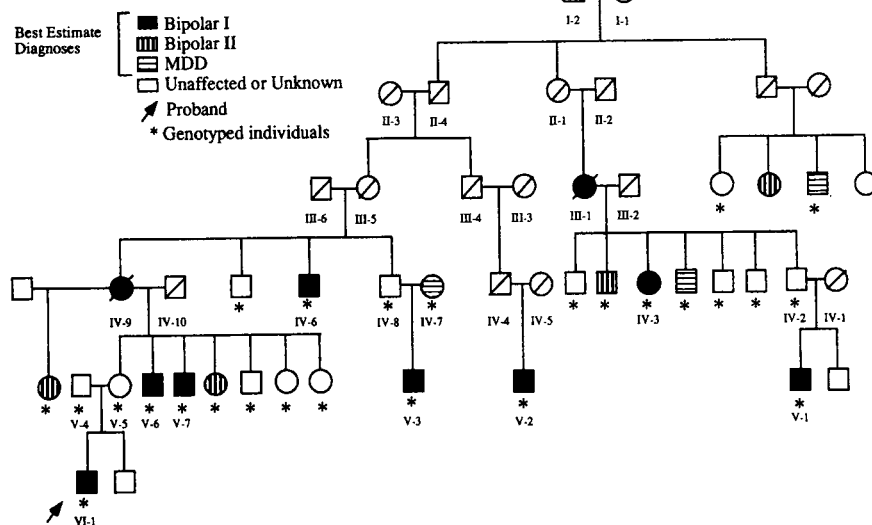 I-2 I-1
Best Estimate
Diagnoses
Bipolar I
Bipolar II
MDD
Unaffected or Unknown
Proband
* Genotyped individuals
II-3 II-4 II-1 II-2
III-6 III-5 III-4 III-3 III-1 III-2
* *
IV-9 IV-10 * * IV-6 * IV-8 * IV-7 IV-4 IV-5 * * * IV-3 * * * * IV-2 IV-1
* * V-4 * V-5 * V-6 * V-7 * * * * * V-3 * V-2 * V-1
* VI-1